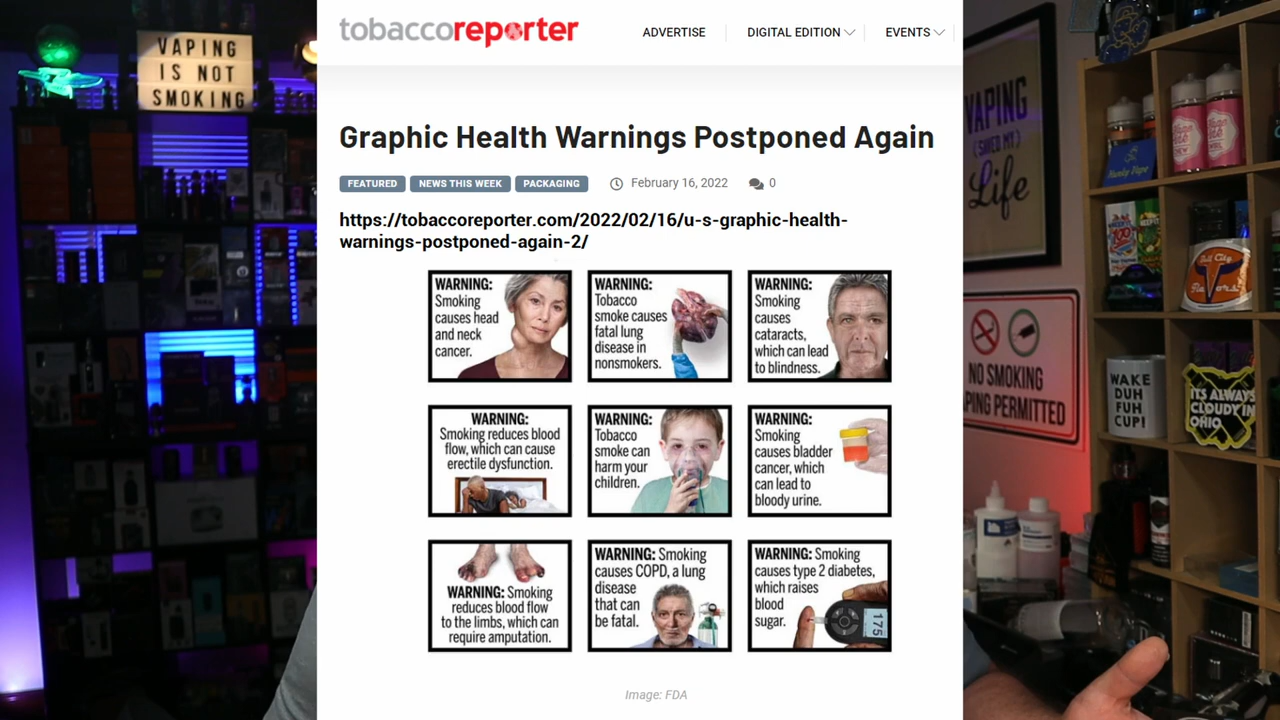 VAPING
IS NOT
SMOKING
tobaccoreporter
ADVERTISE
DIGITAL EDITION
EVENTS
Graphic Health Warnings Postponed Again
FEATURED
NEWS THIS WEEK
PACKAGING
February 16, 2022
0
https://tobaccoreporter.com/2022/02/16/u-s-graphic-health-
warnings-postponed-again-2/
WARNING:
Smoking
causes head
and neck
cancer.
WARNING:
Tobacco
smoke causes
fatal lung
disease in
nonsmokers.
WARNING:
Smoking
causes
cataracts,
which can lead
to blindness.
WARNING:
Smoking reduces blood
flow, which can cause
erectile dysfunction.
WARNING:
Tobacco
smoke can
harm your
children.
WARNING:
Smoking
causes bladder
cancer, which
can lead to
bloody urine.
WARNING: Smoking
reduces blood flow
to the limbs, which can
require amputation.
WARNING: Smoking
causes COPD, a lung
disease
that can
be fatal.
WARNING: Smoking
causes type 2 diabetes,
which raises
blood
sugar.
175
Image: FDA
VAPING
SAVED MY
Life
NO SMOKING
PING PERMITTED
WAKE
DUH
FUH
CUP!
ITS ALWAYS
CLOUDY IN
OHIO